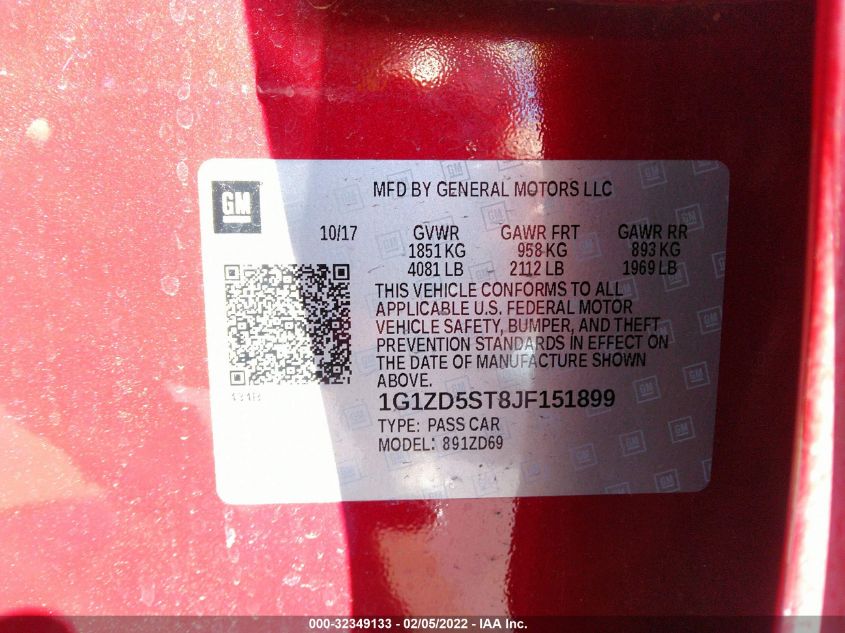 GM
MFD BY GENERAL MOTORS LLC
10/17 GVWR GAWR FRT GAWR RR
1851 KG 958 KG 893 KG
4081 LB 2112 LB 1969 LB
THIS VEHICLE CONFORMS TO ALL
APPLICABLE U.S. FEDERAL MOTOR
VEHICLE SAFETY, BUMPER, AND THEFT
PREVENTION STANDARDS IN EFFECT ON
THE DATE OF MANUFACTURE SHOWN
ABOVE.
1G1ZD5ST8JF151899
TYPE: PASS CAR
MODEL: 891ZD69
000-32349133 - 02/05/2022 - IAA Inc.